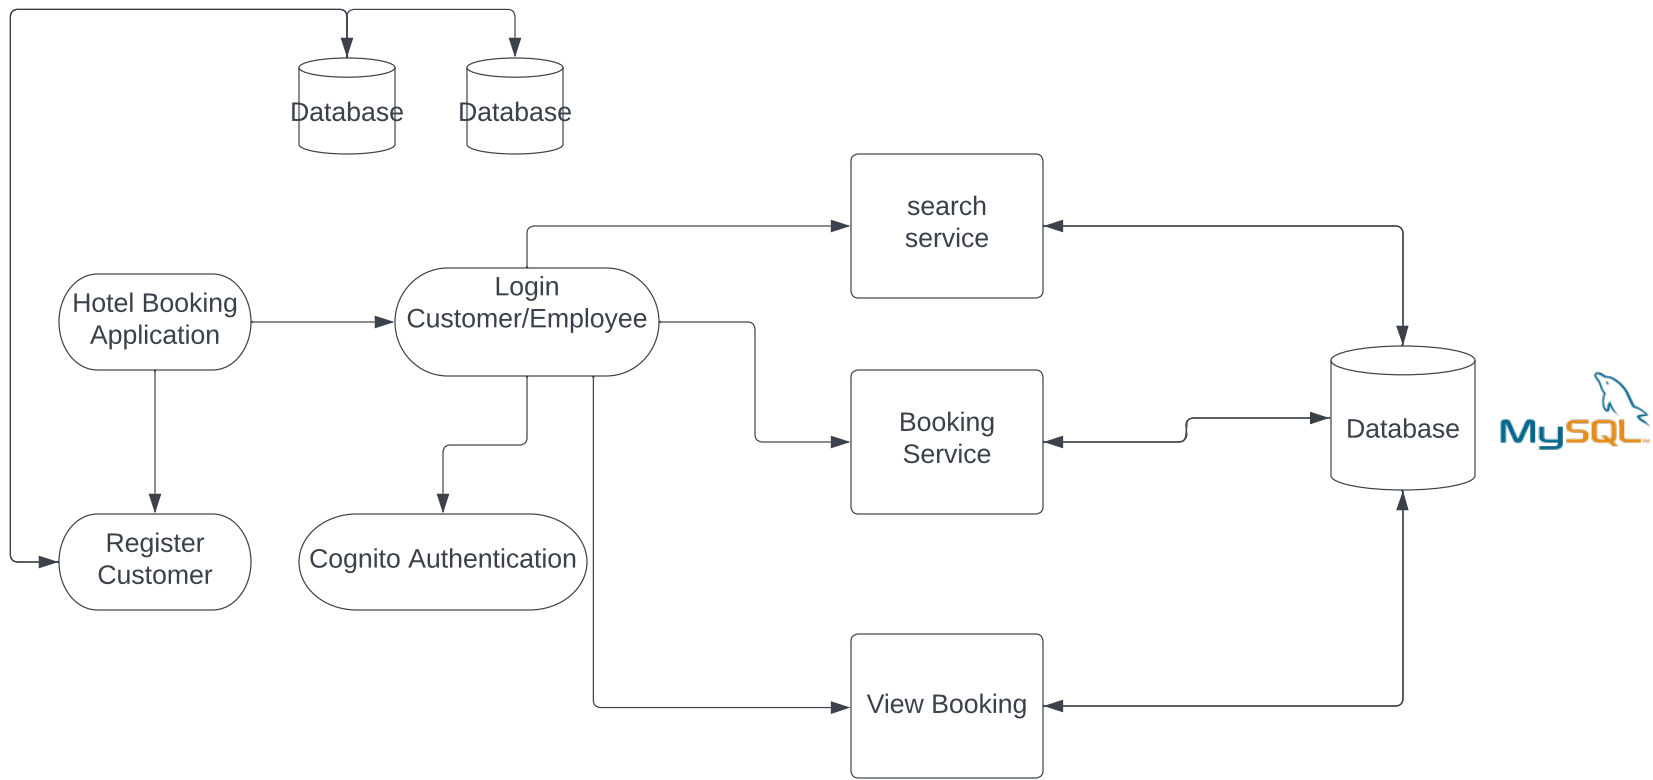 Database
Database
search
service
Hotel Booking
Application
Login
Customer/Employee
Booking
Service
Database
MySQL
Register
Customer
Cognito Authentication
View Booking